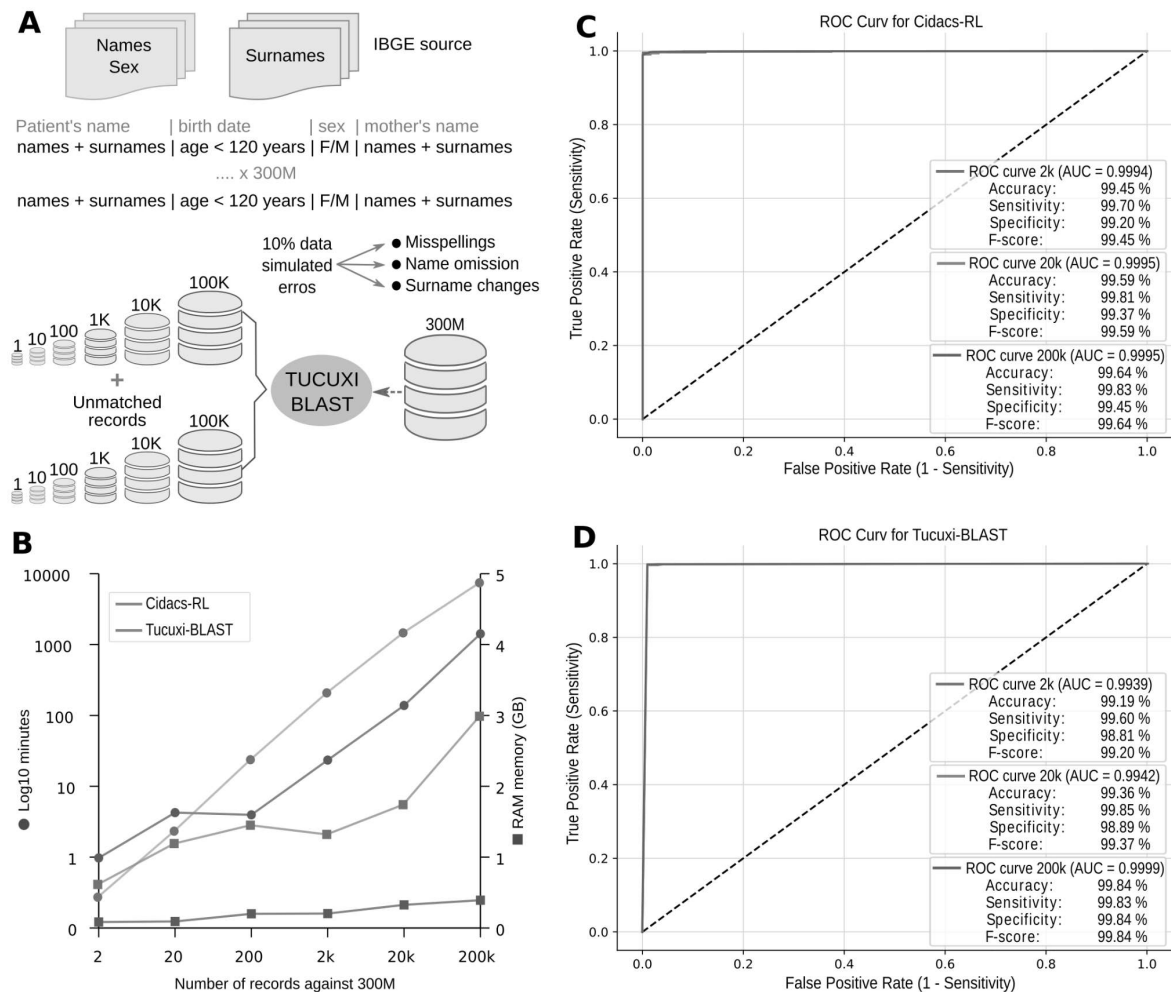 A
Names
Sex
Surnames
IBGE source
Patient's name | birth date | sex | mother's name
names + surnames | age < 120 years | F/M | names + surnames
.... x 300M
names + surnames | age < 120 years | F/M | names + surnames
10% data
simulated
erros
Misspellings
Name omission
Surname changes
1 10 100 1K 10K 100K
+
Unmatched
records
1 10 100 1K 10K 100K
TUCUXI
BLAST
300M
B
Cidacs-RL
Tucuxi-BLAST
10000
1000
100
10
1
0
Log10 minutes
5
4
3
2
1
0
RAM memory (GB)
2 20 200 2k 20k 200k
Number of records against 300M
C
ROC Curv for Cidacs-RL
True Positive Rate (Sensitivity)
1.0
0.8
0.6
0.4
0.2
0.0
ROC curve 2k (AUC = 0.9994)
Accuracy: 99.45 %
Sensitivity: 99.70 %
Specificity: 99.20 %
F-score: 99.45 %
ROC curve 20k (AUC = 0.9995)
Accuracy: 99.59 %
Sensitivity: 99.81 %
Specificity: 99.37 %
F-score: 99.59 %
ROC curve 200k (AUC = 0.9995)
Accuracy: 99.64 %
Sensitivity: 99.83 %
Specificity: 99.45 %
F-score: 99.64 %
0.0 0.2 0.4 0.6 0.8 1.0
False Positive Rate (1 - Sensitivity)
D
ROC Curv for Tucuxi-BLAST
True Positive Rate (Sensitivity)
1.0
0.8
0.6
0.4
0.2
0.0
ROC curve 2k (AUC = 0.9939)
Accuracy: 99.19 %
Sensitivity: 99.60 %
Specificity: 98.81 %
F-score: 99.20 %
ROC curve 20k (AUC = 0.9942)
Accuracy: 99.36 %
Sensitivity: 99.85 %
Specificity: 98.89 %
F-score: 99.37 %
ROC curve 200k (AUC = 0.9999)
Accuracy: 99.84 %
Sensitivity: 99.83 %
Specificity: 99.84 %
F-score: 99.84 %
0.0 0.2 0.4 0.6 0.8 1.0
False Positive Rate (1 - Sensitivity)